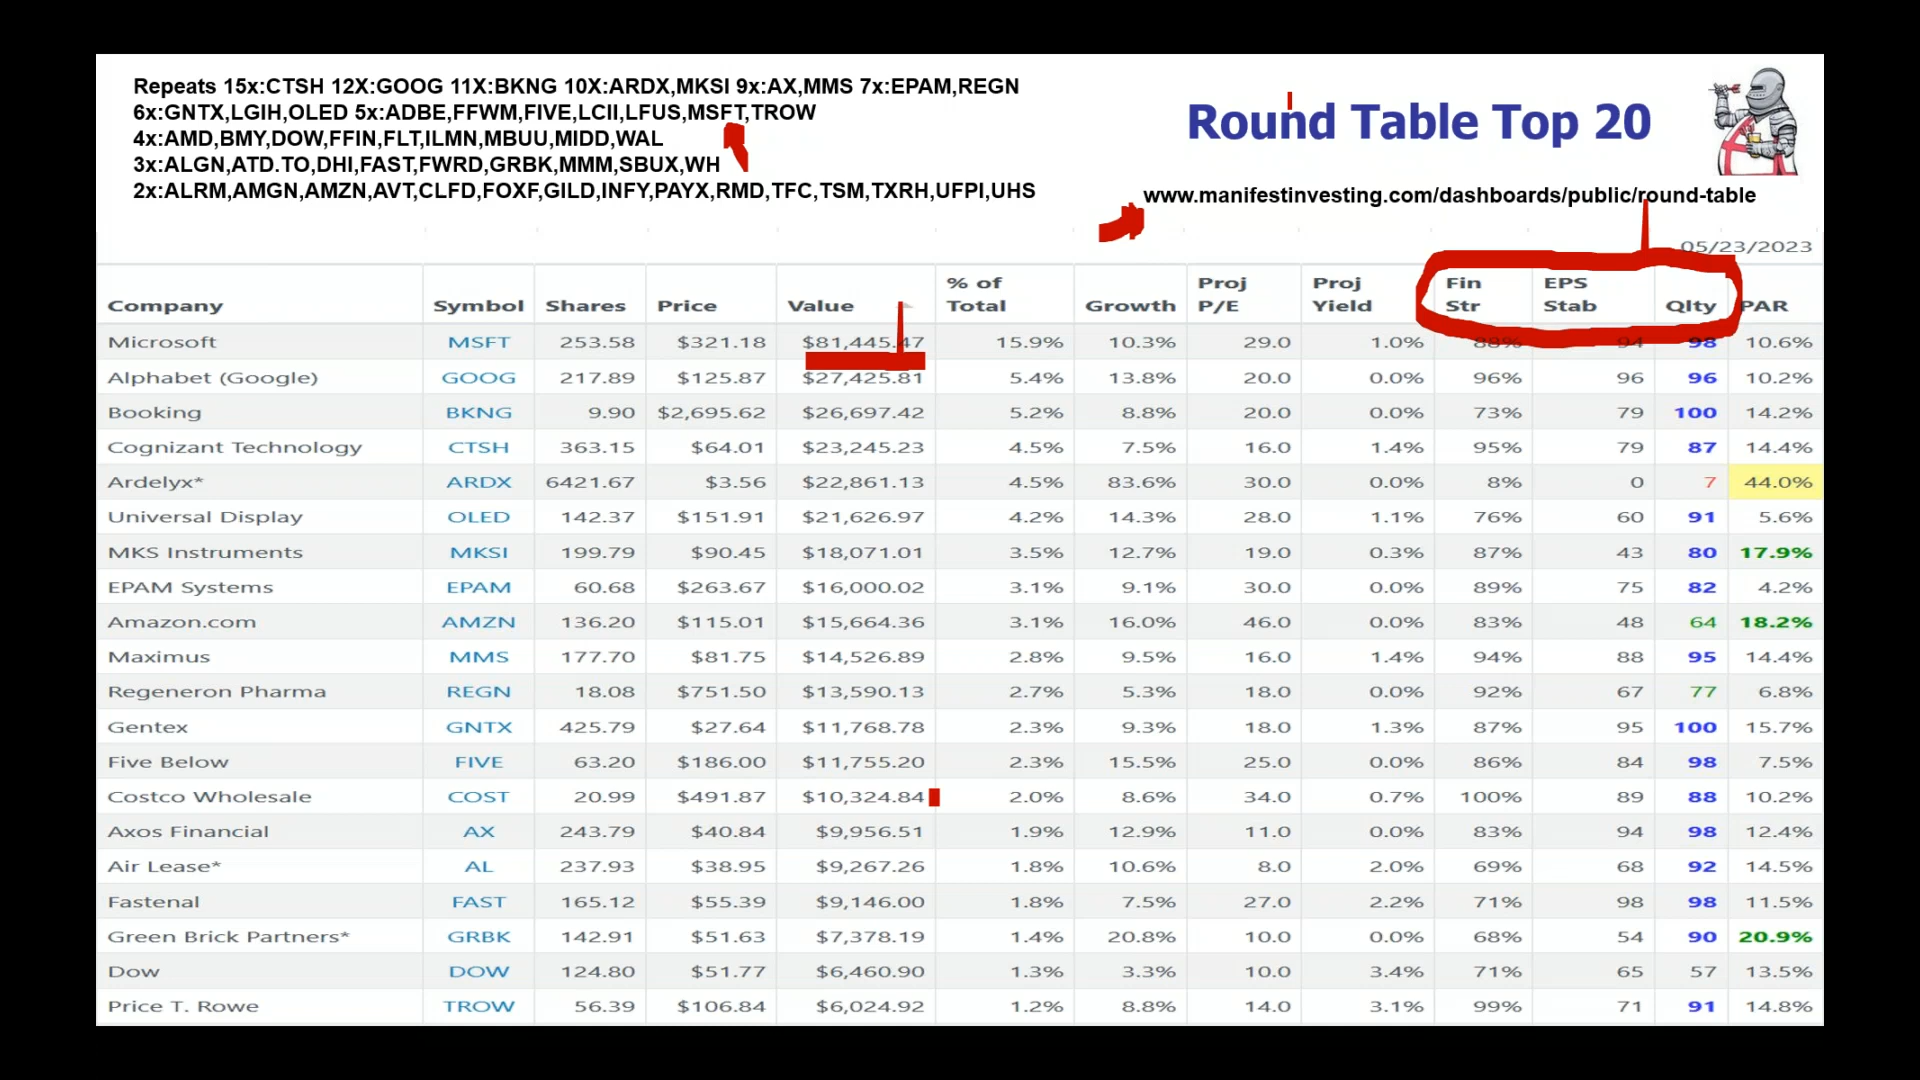 Repeats 15x:CTSH 12X:GOOG 11X:BKNG 10X:ARDX,MKSI 9x:AX,MMS 7x:EPAM,REGN
6x:GNTX,LGIH,OLED 5x:ADBE,FFWM,FIVE,LCII,LFUS,MSFT,TROW
4x:AMD,BMY,DOW,FFIN,FLT,ILMN,MBUU,MIDD,WAL
3x:ALGN,ATD.TO,DHI,FAST,FWRD,GRBK,MMM,SBUX,WH
2x:ALRM,AMGN,AMZN,AVT,CLFD,FOXF,GILD,INFY,PAYX,RMD,TFC,TSM,TXRH,UFPI,UHS
Round Table Top 20
www.manifestinvesting.com/dashboards/public/round-table
05/23/2023
Company Symbol Shares Price Value % of Total Growth Proj P/E Proj Yield Fin Str EPS Stab Qlty PAR
Microsoft MSFT 253.58 $321.18 $81,445.47 15.9% 10.3% 29.0 1.0% 88% 94 98 10.6%
Alphabet (Google) GOOG 217.89 $125.87 $27,425.81 5.4% 13.8% 20.0 0.0% 96% 96 96 10.2%
Booking BKNG 9.90 $2,695.62 $26,697.42 5.2% 8.8% 20.0 0.0% 73% 79 100 14.2%
Cognizant Technology CTSH 363.15 $64.01 $23,245.23 4.5% 7.5% 16.0 1.4% 95% 79 87 14.4%
Ardelyx* ARDX 6421.67 $3.56 $22,861.13 4.5% 83.6% 30.0 0.0% 8% 0 7 44.0%
Universal Display OLED 142.37 $151.91 $21,626.97 4.2% 14.3% 28.0 1.1% 76% 60 91 5.6%
MKS Instruments MKSI 199.79 $90.45 $18,071.01 3.5% 12.7% 19.0 0.3% 87% 43 80 17.9%
EPAM Systems EPAM 60.68 $263.67 $16,000.02 3.1% 9.1% 30.0 0.0% 89% 75 82 4.2%
Amazon.com AMZN 136.20 $115.01 $15,664.36 3.1% 16.0% 46.0 0.0% 83% 48 64 18.2%
Maximus MMS 177.70 $81.75 $14,526.89 2.8% 9.5% 16.0 1.4% 94% 88 95 14.4%
Regeneron Pharma REGN 18.08 $751.50 $13,590.13 2.7% 5.3% 18.0 0.0% 92% 67 77 6.8%
Gentex GNTX 425.79 $27.64 $11,768.78 2.3% 9.3% 18.0 1.3% 87% 95 100 15.7%
Five Below FIVE 63.20 $186.00 $11,755.20 2.3% 15.5% 25.0 0.0% 86% 84 98 7.5%
Costco Wholesale COST 20.99 $491.87 $10,324.84 2.0% 8.6% 34.0 0.7% 100% 89 88 10.2%
Axos Financial AX 243.79 $40.84 $9,956.51 1.9% 12.9% 11.0 0.0% 83% 94 98 12.4%
Air Lease* AL 237.93 $38.95 $9,267.26 1.8% 10.6% 8.0 2.0% 69% 68 92 14.5%
Fastenal FAST 165.12 $55.39 $9,146.00 1.8% 7.5% 27.0 2.2% 71% 98 98 11.5%
Green Brick Partners* GRBK 142.91 $51.63 $7,378.19 1.4% 20.8% 10.0 0.0% 68% 54 90 20.9%
Dow DOW 124.80 $51.77 $6,460.90 1.3% 3.3% 10.0 3.4% 71% 65 57 13.5%
Price T. Rowe TROW 56.39 $106.84 $6,024.92 1.2% 8.8% 14.0 3.1% 99% 71 91 14.8%